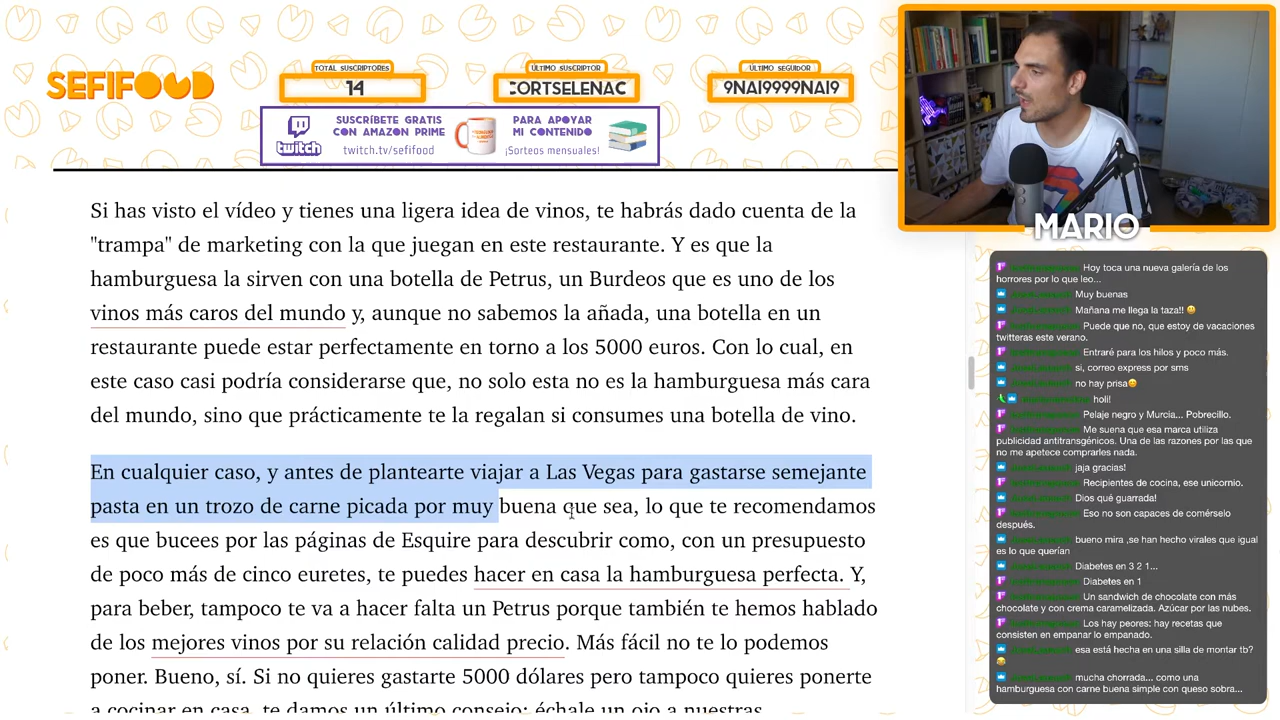 SEFIFOOD
TOTAL SUSCRIPTORES
14
ÚLTIMO SUSCRIPTOR
CORTSELENAC
ÚLTIMO SEGUIDOR
9NAI9999NAI9
twitch
SUSCRÍBETE GRATIS
CON AMAZON PRIME
twitch.tv/sefifood
PARA APOYAR
MI CONTENIDO
¡Sorteos mensuales!
MARIO
Si has visto el vídeo y tienes una ligera idea de vinos, te habrás dado cuenta de la
"trampa" de marketing con la que juegan en este restaurante. Y es que la
hamburguesa la sirven con una botella de Petrus, un Burdeos que es uno de los
vinos más caros del mundo y, aunque no sabemos la añada, una botella en un
restaurante puede estar perfectamente en torno a los 5000 euros. Con lo cual, en
este caso casi podría considerarse que, no solo esta no es la hamburguesa más cara
del mundo, sino que prácticamente te la regalan si consumes una botella de vino.
En cualquier caso, y antes de plantearte viajar a Las Vegas para gastarse semejante
pasta en un trozo de carne picada por muy buena que sea, lo que te recomendamos
es que bucees por las páginas de Esquire para descubrir como, con un presupuesto
de poco más de cinco euretes, te puedes hacer en casa la hamburguesa perfecta. Y,
para beber, tampoco te va a hacer falta un Petrus porque también te hemos hablado
de los mejores vinos por su relación calidad precio. Más fácil no te lo podemos
poner. Bueno, sí. Si no quieres gastarte 5000 dólares pero tampoco quieres ponerte
a cocinar en casa, te damos un último consejo: échale un ojo a nuestras
Hoy toca una nueva galería de los
horrores por lo que leo...
Muy buenas
Mañana me llega la taza!! 😃
Puede que no, que estoy de vacaciones
twitteras este verano.
Entraré para los hilos y poco más.
si, correo express por sms
no hay prisa😊
holi!
Pelaje negro y Murcia... Pobrecillo.
Me suena que esa marca utiliza
publicidad antitransgénicos. Una de las razones por las que
no me apetece comprarles nada.
jaja gracias!
Recipientes de cocina, ese unicornio.
Dios qué guarrada!
Eso no son capaces de comérselo
después.
bueno mira ,se han hecho virales que igual
es lo que querían
Diabetes en 3 2 1...
Diabetes en 1
Un sandwich de chocolate con más
chocolate y con crema caramelizada. Azúcar por las nubes.
Los hay peores: hay recetas que
consisten en empanar lo empanado.
esa está hecha en una silla de montar tb?
😂
mucha chorrada... como una
hamburguesa con carne buena simple con queso sobra...